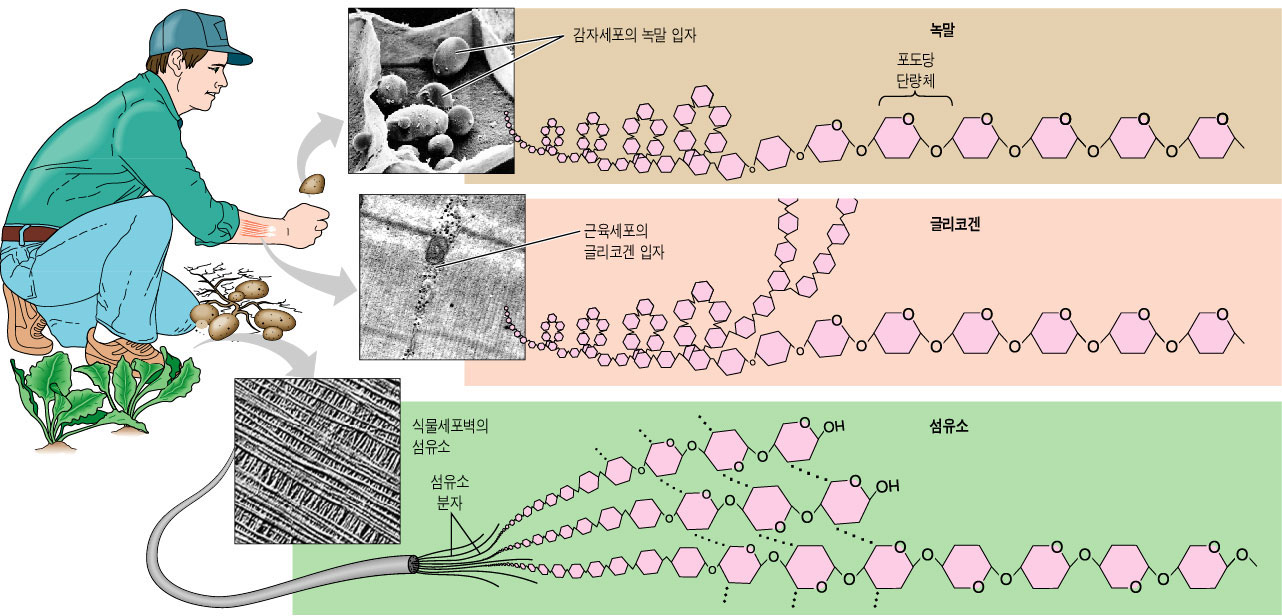 녹말
감자세포의 녹말 입자
포도당
단량체
O O O O O O
O O O O O O O
글리코겐
근육세포의
글리코겐 입자
O O O O O O
O O O O O O O
섬유소
식물세포벽의
섬유소
섬유소
분자
O O O OH
O O O
O O O OH
O O O
O O O O O O O O O
O O O O O O